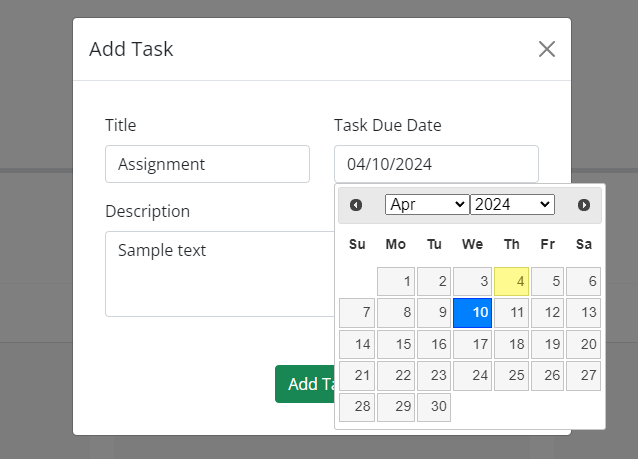 Add Task
Title
Task Due Date
Assignment
04/10/2024
Description
Sample text
Apr 2024
Su Mo Tu We Th Fr Sa
1 2 3 4 5 6
7 8 9 10 11 12 13
14 15 16 17 18 19 20
21 22 23 24 25 26 27
28 29 30
Add